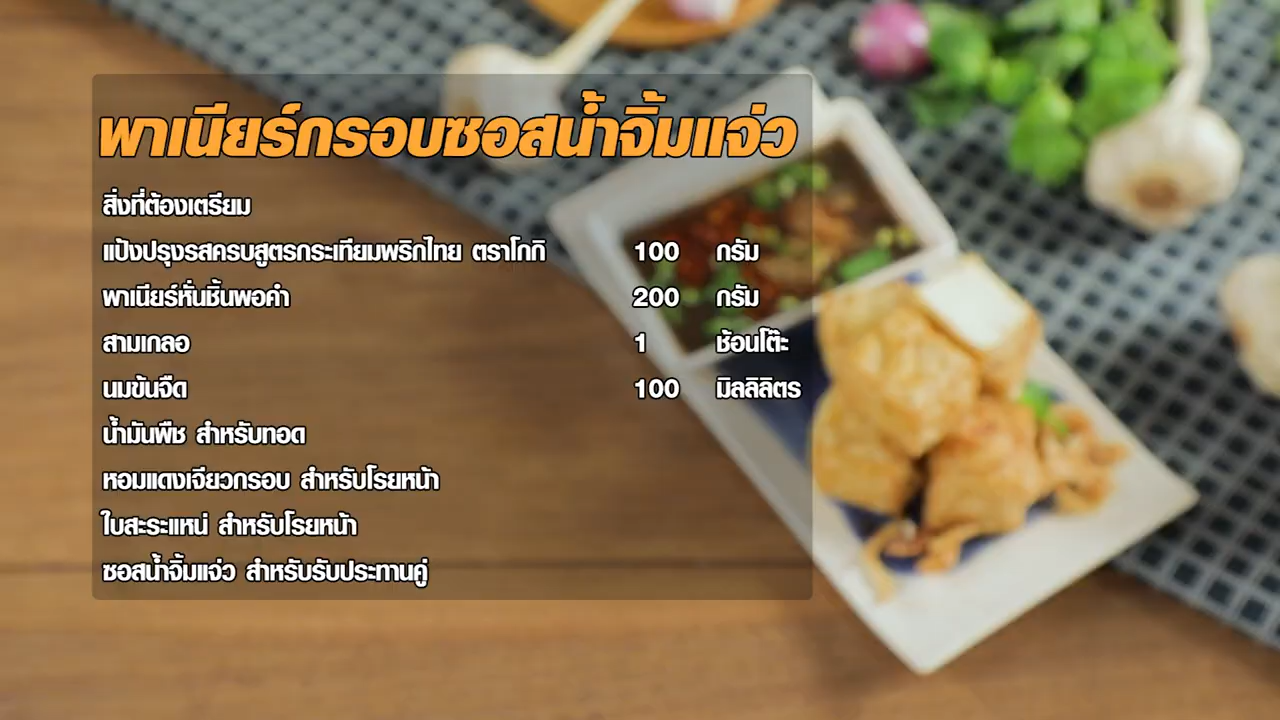 พาเนียร์กรอบซอสน้ำจิ้มแจ่ว
สิ่งที่ต้องเตรียม
แป้งปรุงรสครบสูตรกระเทียมพริกไทย ตราโกกิ 100 กรัม
พาเนียร์หั่นชิ้นพอคำ 200 กรัม
สามเกลอ 1 ช้อนโต๊ะ
นมข้นจืด 100 มิลลิลิตร
น้ำมันพืช สำหรับทอด
หอมแดงเจียวกรอบ สำหรับโรยหน้า
ใบสะระแหน่ สำหรับโรยหน้า
ซอสน้ำจิ้มแจ่ว สำหรับรับประทานคู่